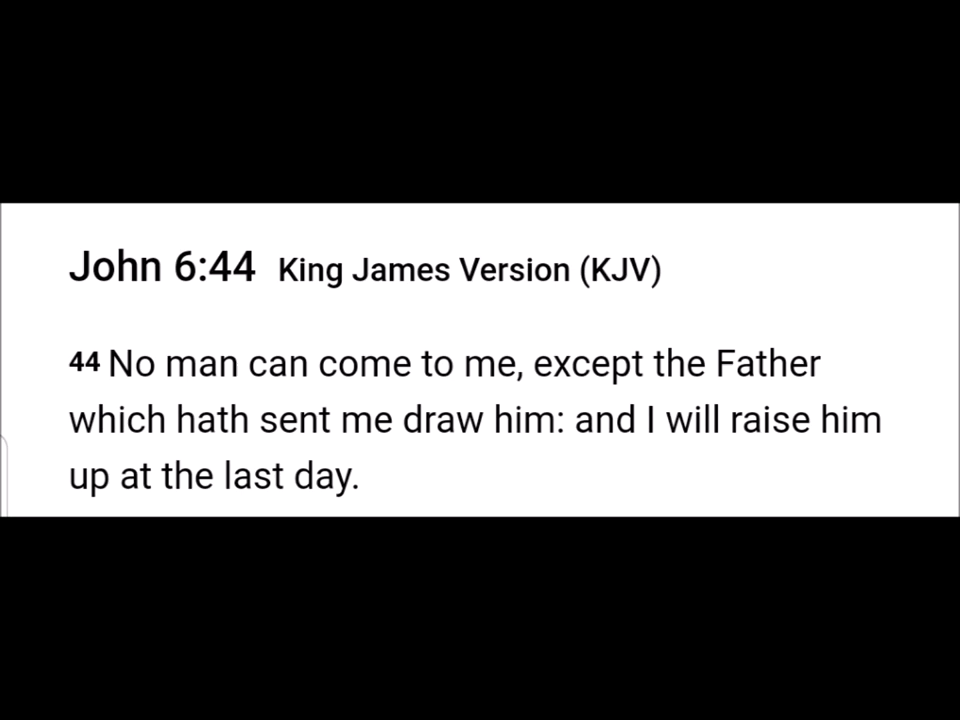 John 6:44 King James Version (KJV)
44 No man can come to me, except the Father
which hath sent me draw him: and I will raise him
up at the last day.